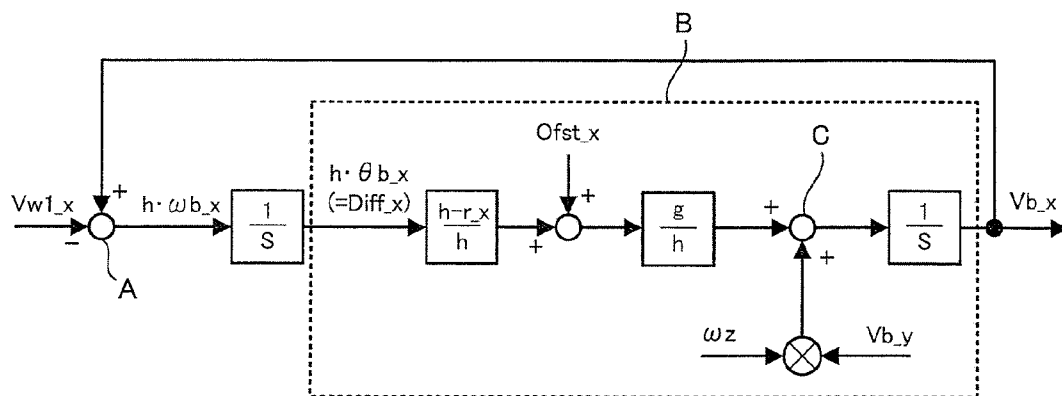 B
Ofst_x
C
+
h・θb_x
(=Diff_x)
+
+
Vw1_x
h・ωb_x
1
S
h-r_x
h
g
h
1
S
Vb_x
−
+
+
A
ωz
Vb_y